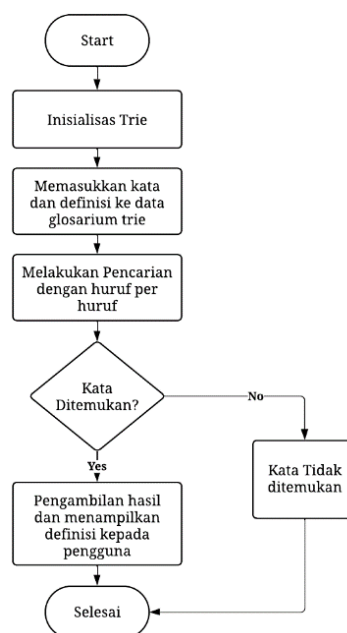 Start
Inisialisas Trie
Memasukkan kata
dan definisi ke data
glosarium trie
Melakukan Pencarian
dengan huruf per
huruf
Kata
Ditemukan?
No
Yes
Kata Tidak
ditemukan
Pengambilan hasil
dan menampilkan
definisi kepada
pengguna
Selesai